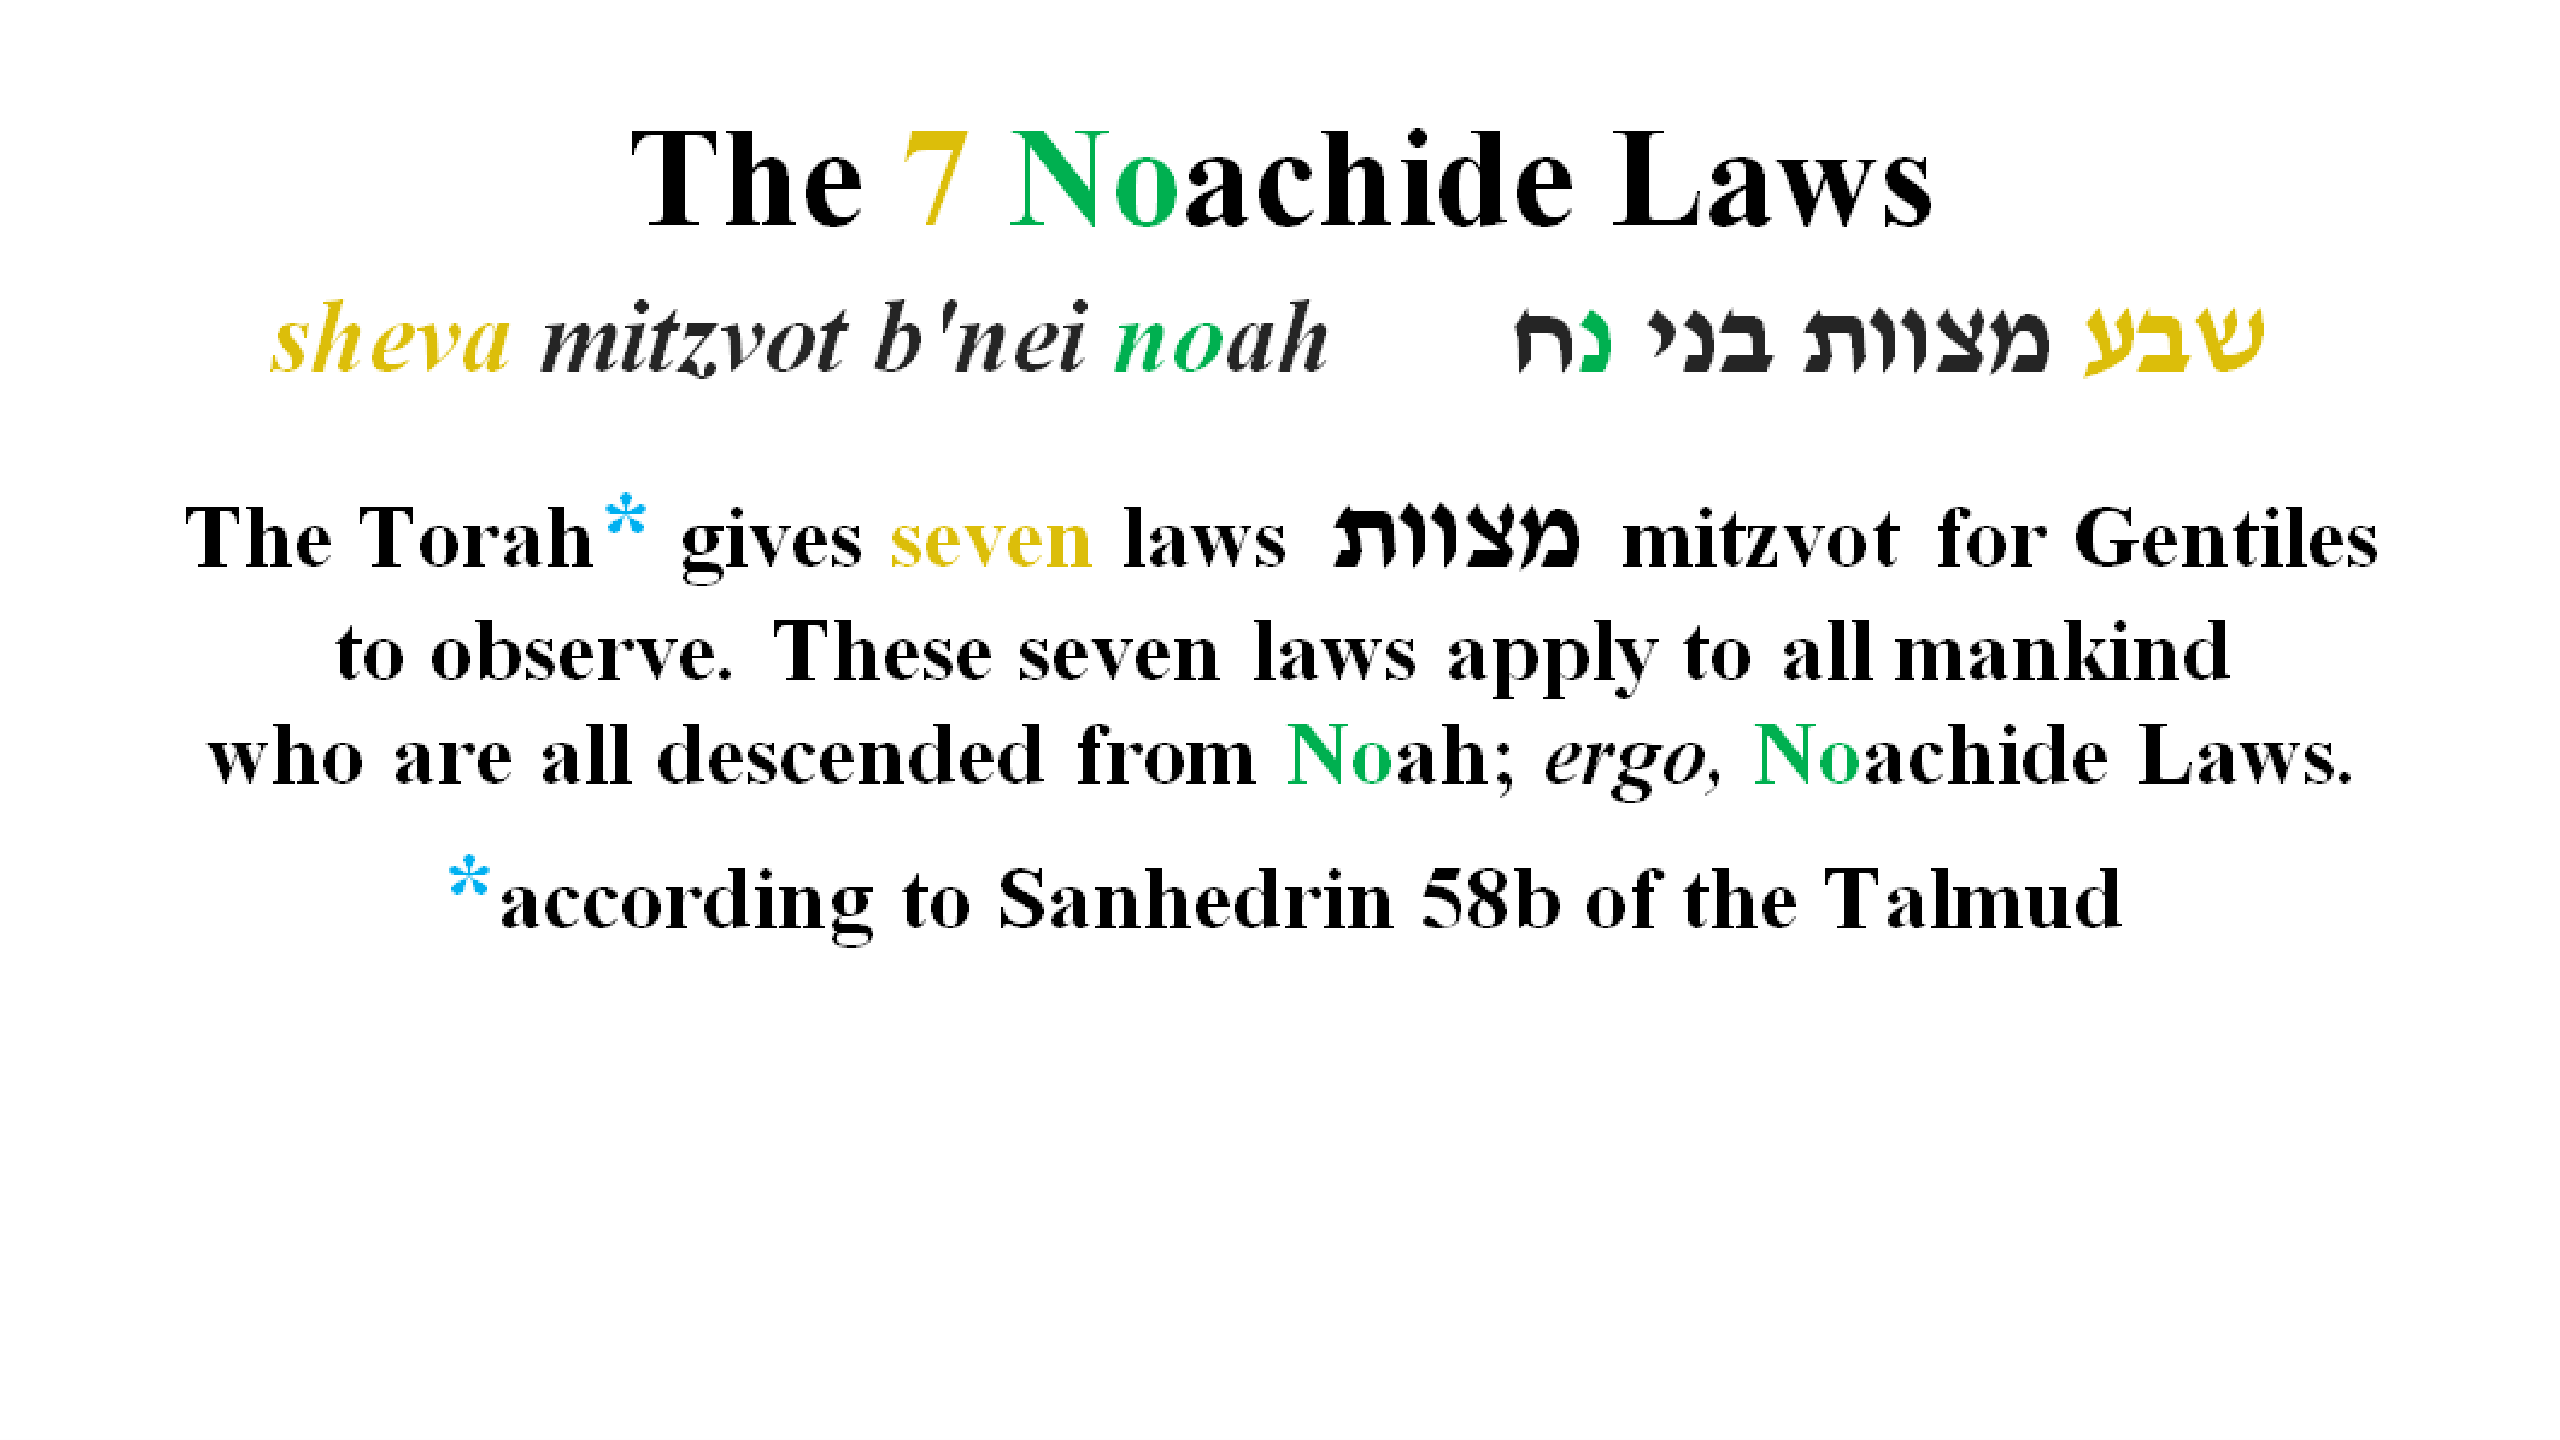 The 7 Noachide Laws
sheva mitzvot b'nei noah שבע מצוות בני נח
The Torah* gives seven laws מצוות mitzvot for Gentiles
to observe. These seven laws apply to all mankind
who are all descended from Noah; ergo, Noachide Laws.
*according to Sanhedrin 58b of the Talmud